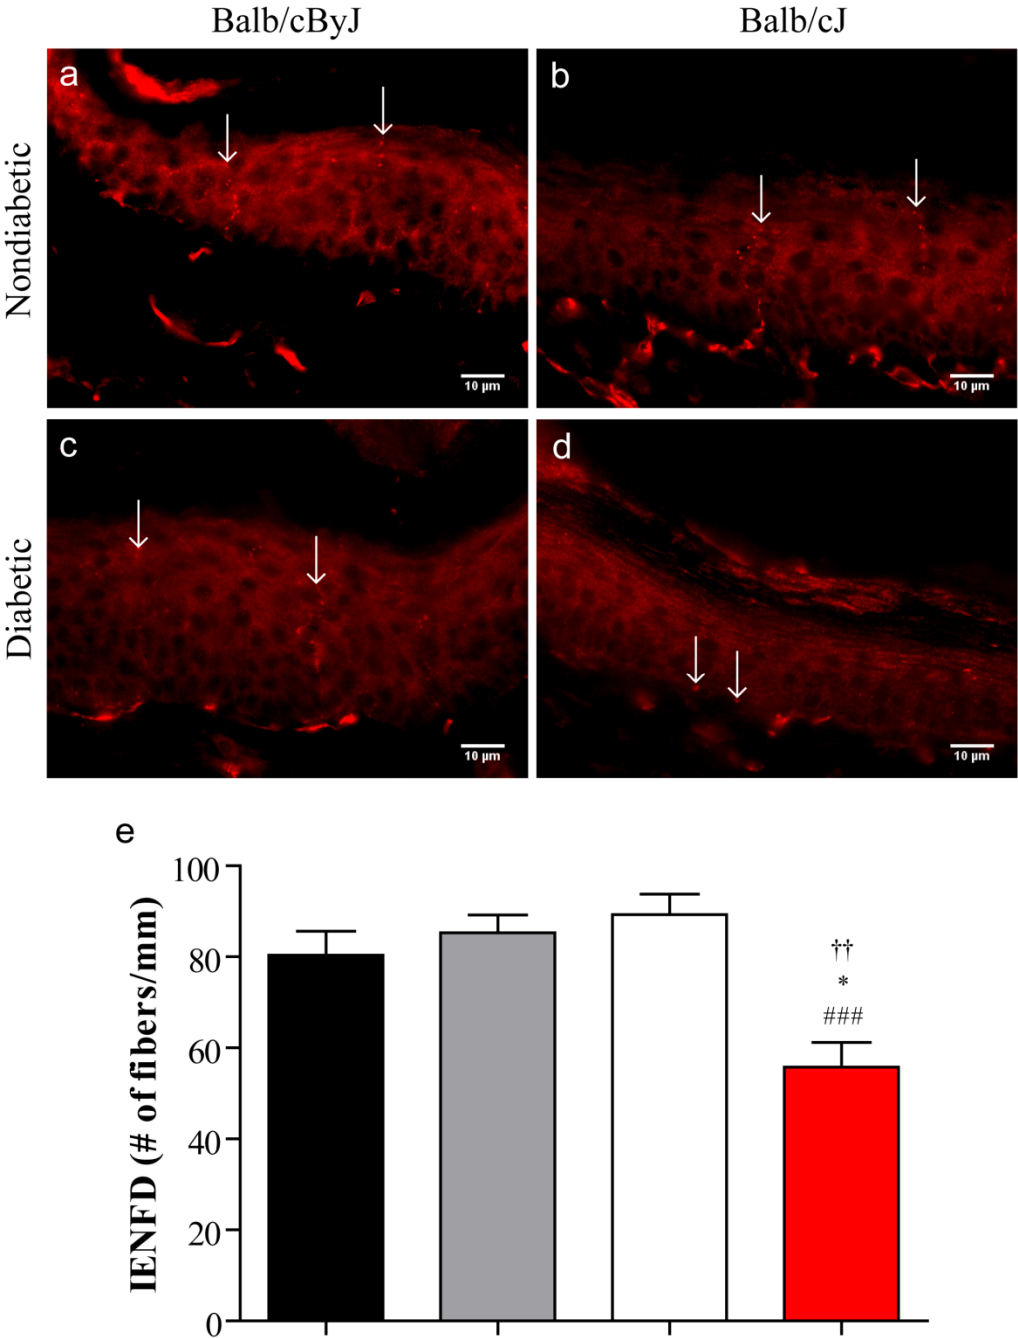 Balb/cByJ
Balb/cJ
Nondiabetic
a
10 µm
b
10 µm
Diabetic
c
10 µm
d
10 µm
e
IENFD (# of fibers/mm)
100
80
60
40
20
0
††
*
###